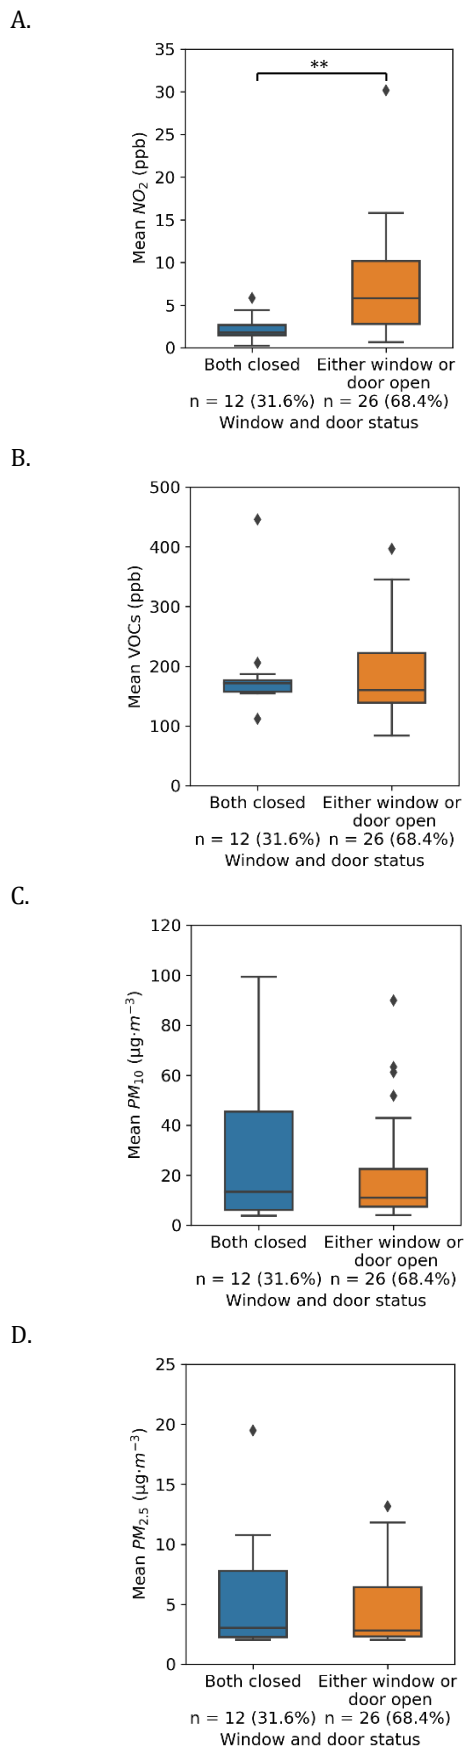 A.
**
Mean NO₂ (ppb)
35
30
25
20
15
10
5
0
Both closed
Either window or
door open
n = 12 (31.6%) n = 26 (68.4%)
Window and door status
B.
Mean VOCs (ppb)
500
400
300
200
100
0
Both closed
Either window or
door open
n = 12 (31.6%) n = 26 (68.4%)
Window and door status
C.
Mean PM₁₀ (µg·m⁻³)
120
100
80
60
40
20
0
Both closed
Either window or
door open
n = 12 (31.6%) n = 26 (68.4%)
Window and door status
D.
Mean PM₂.₅ (µg·m⁻³)
25
20
15
10
5
0
Both closed
Either window or
door open
n = 12 (31.6%) n = 26 (68.4%)
Window and door status